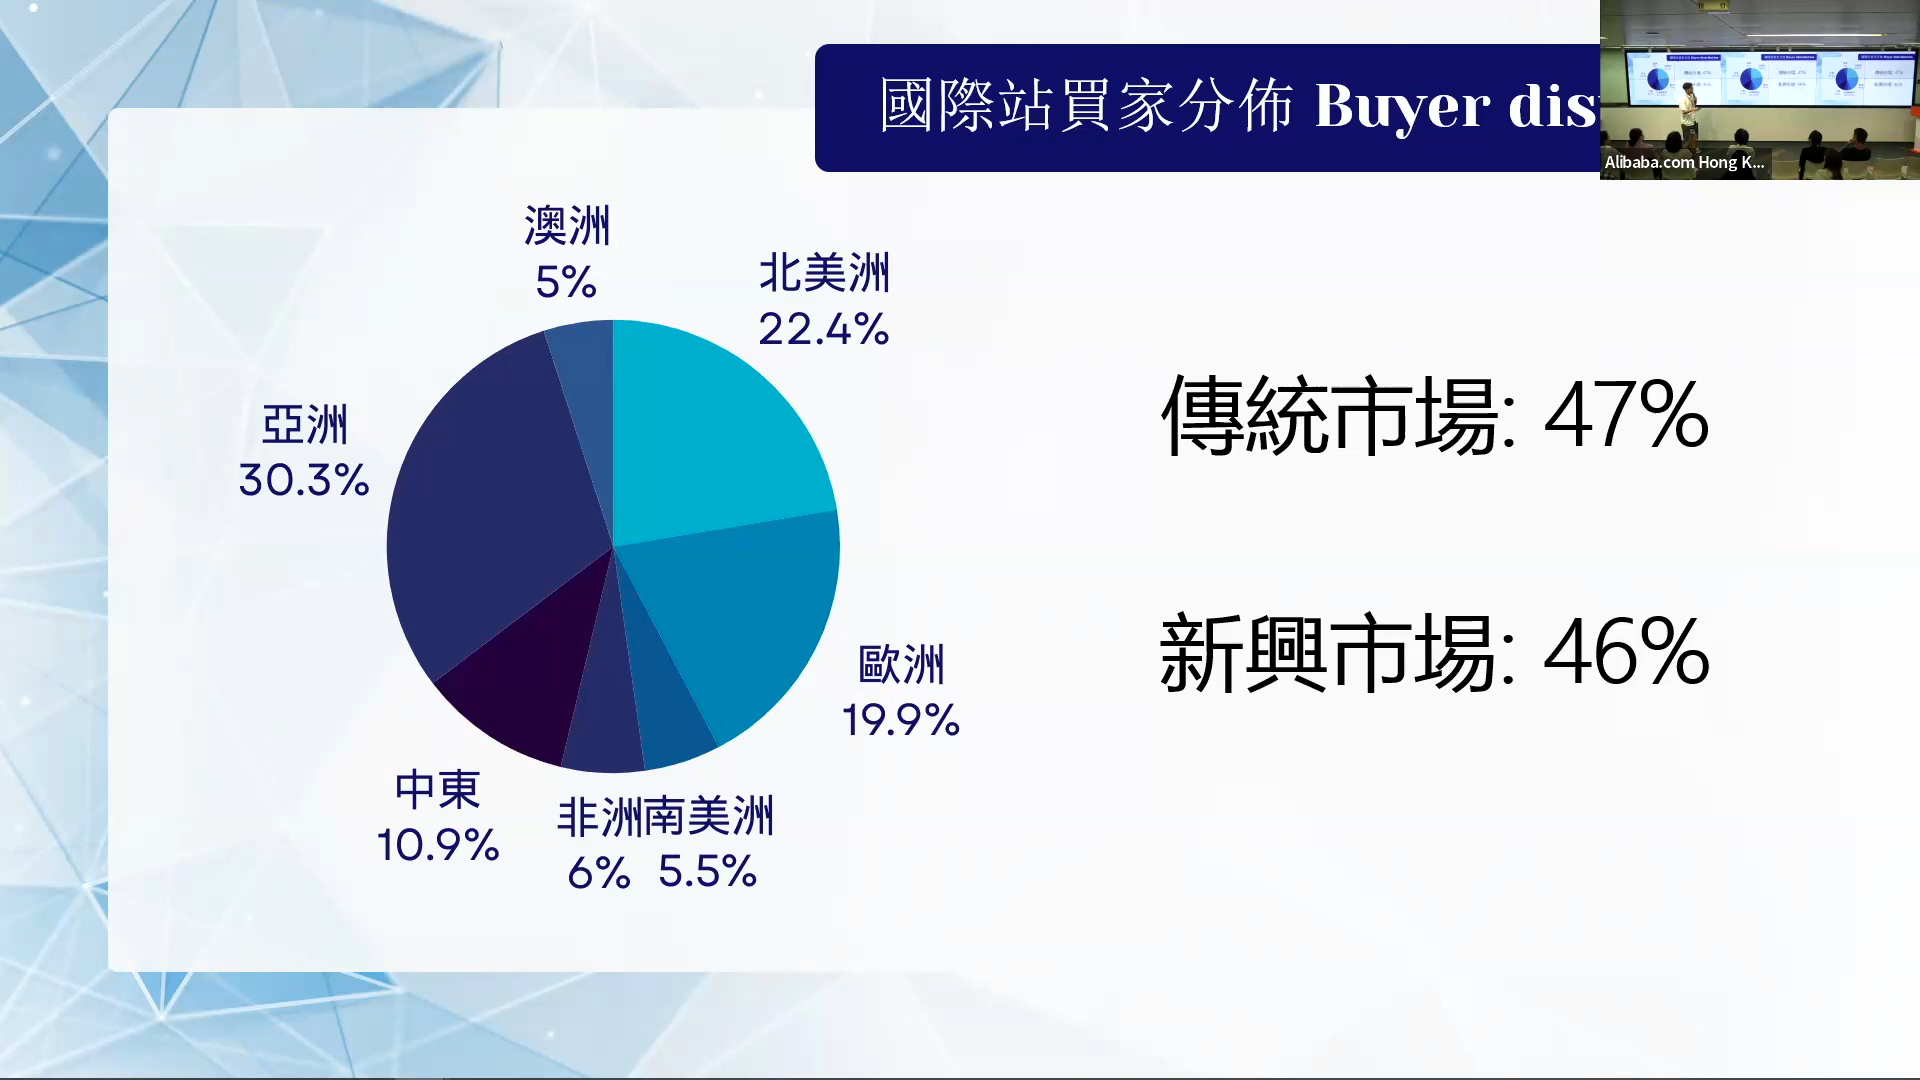 國際站買家分佈 Buyer dis
Alibaba.com Hong K...
澳洲
5%
北美洲
22.4%
亞洲
30.3%
歐洲
19.9%
中東
10.9%
非洲
6%
南美洲
5.5%
傳統市場: 47%
新興市場: 46%